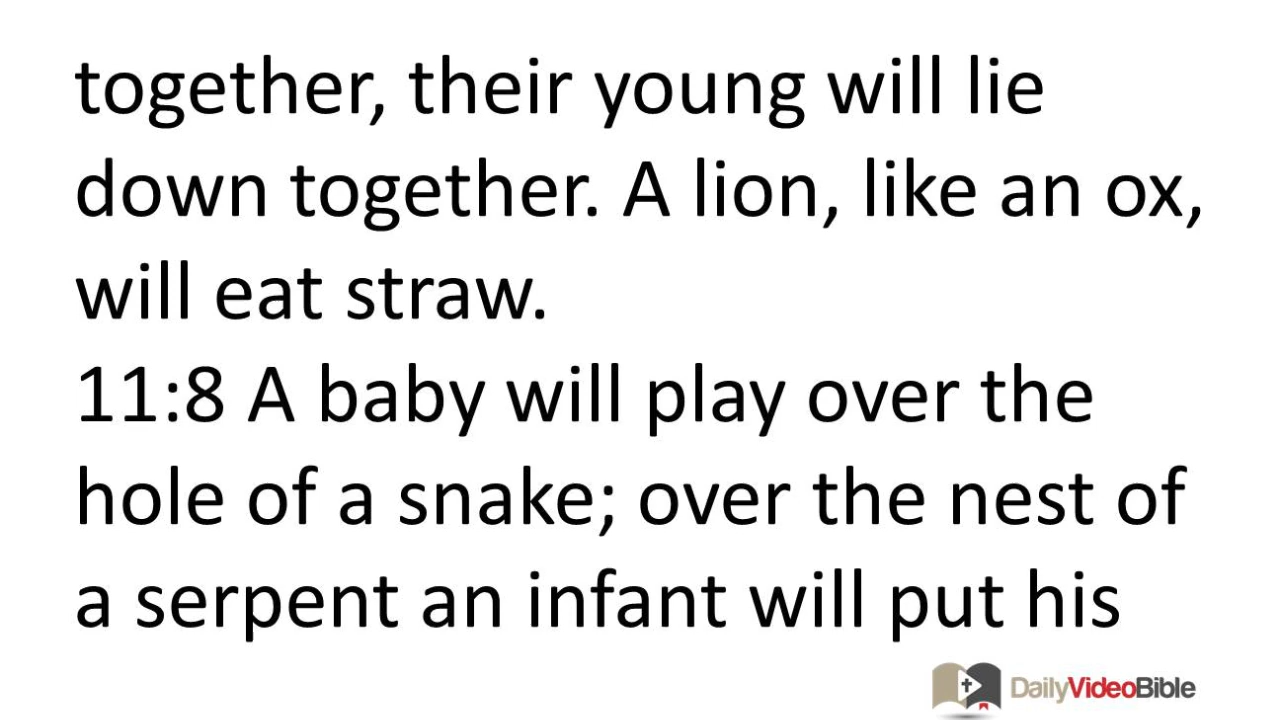 together, their young will lie
down together. A lion, like an ox,
will eat straw.
11:8 A baby will play over the
hole of a snake; over the nest of
a serpent an infant will put his
DailyVideoBible